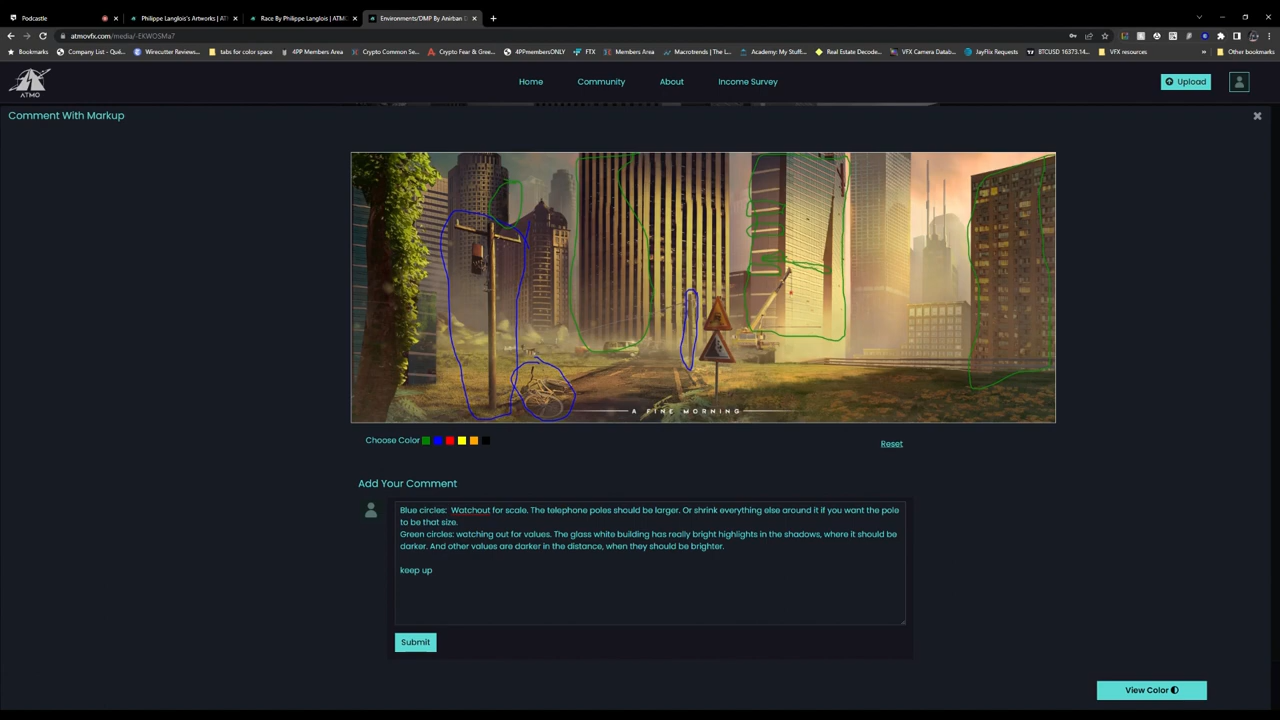 Podcastle
Philippe Langlois's Artworks | AT
Race By Philippe Langlois | ATMO
Environments/DMP By Anirban D
atmovfx.com/media/-EKWOSMa7
Bookmarks
Company List - Qué...
Wirecutter Reviews...
tabs for color space
4PP Members Area
Crypto Common Se...
Crypto Fear & Gree...
4PPmembersONLY
FTX
Members Area
Macrotrends | The L...
Academy: My Stuff...
Real Estate Decode...
VFX Camera Datab...
JayFlix Requests
BTCUSD 16373.14...
VFX resources
Other bookmarks
ATMO
Home
Community
About
Income Survey
Upload
Comment With Markup
A FINE MORNING
Choose Color
Reset
Add Your Comment
Blue circles: Watchout for scale. The telephone poles should be larger. Or shrink everything else around it if you want the pole
to be that size.
Green circles: watching out for values. The glass white building has really bright highlights in the shadows, where it should be
darker. And other values are darker in the distance, when they should be brighter.
keep up
Submit
View Color